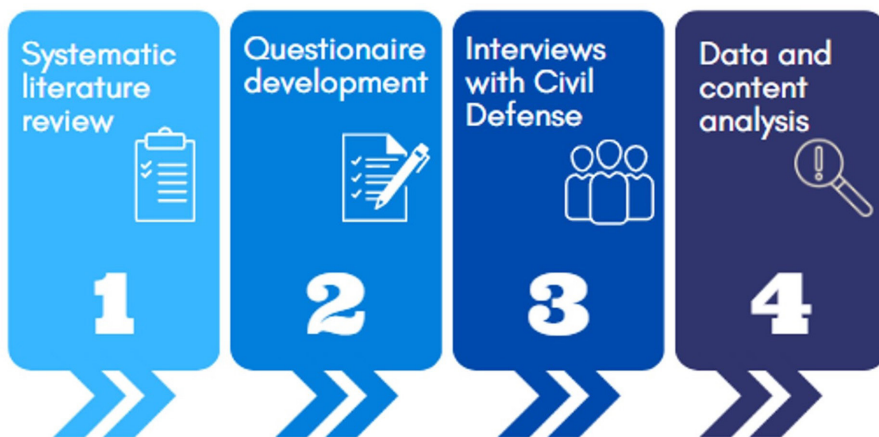 Systematic
literature
review
1
Questionaire
development
2
Interviews
with Civil
Defense
3
Data and
content
analysis
4